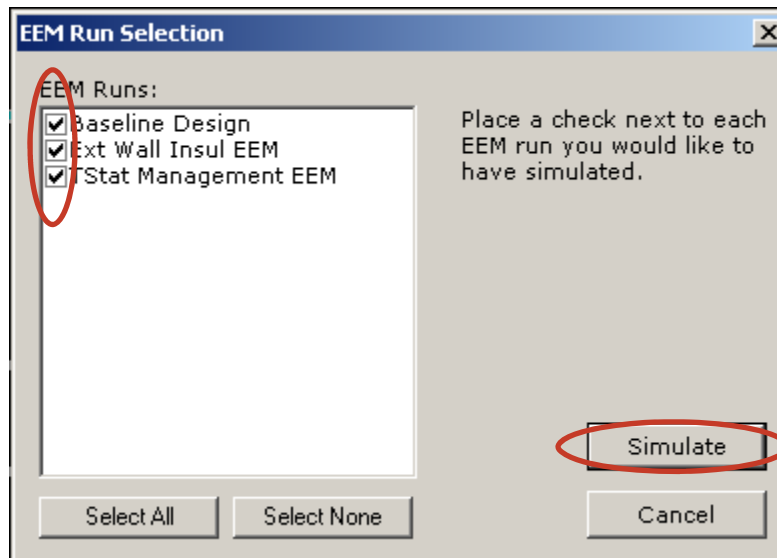 EEM Run Selection
EEM Runs:
Baseline Design
Ext Wall Insul EEM
TStat Management EEM
Place a check next to each
EEM run you would like to
have simulated.
Simulate
Select All
Select None
Cancel